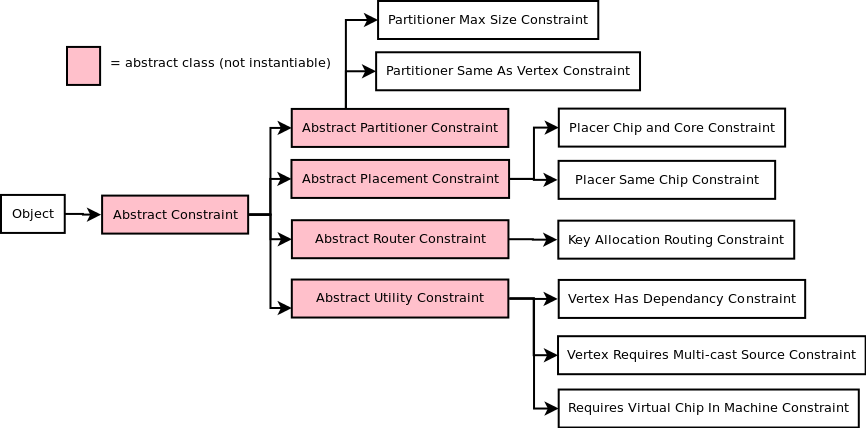 Partitioner Max Size Constraint
= abstract class (not instantiable)
Partitioner Same As Vertex Constraint
Abstract Partitioner Constraint
Placer Chip and Core Constraint
Abstract Placement Constraint
Placer Same Chip Constraint
Object
Abstract Constraint
Abstract Router Constraint
Key Allocation Routing Constraint
Abstract Utility Constraint
Vertex Has Dependancy Constraint
Vertex Requires Multi-cast Source Constraint
Requires Virtual Chip In Machine Constraint